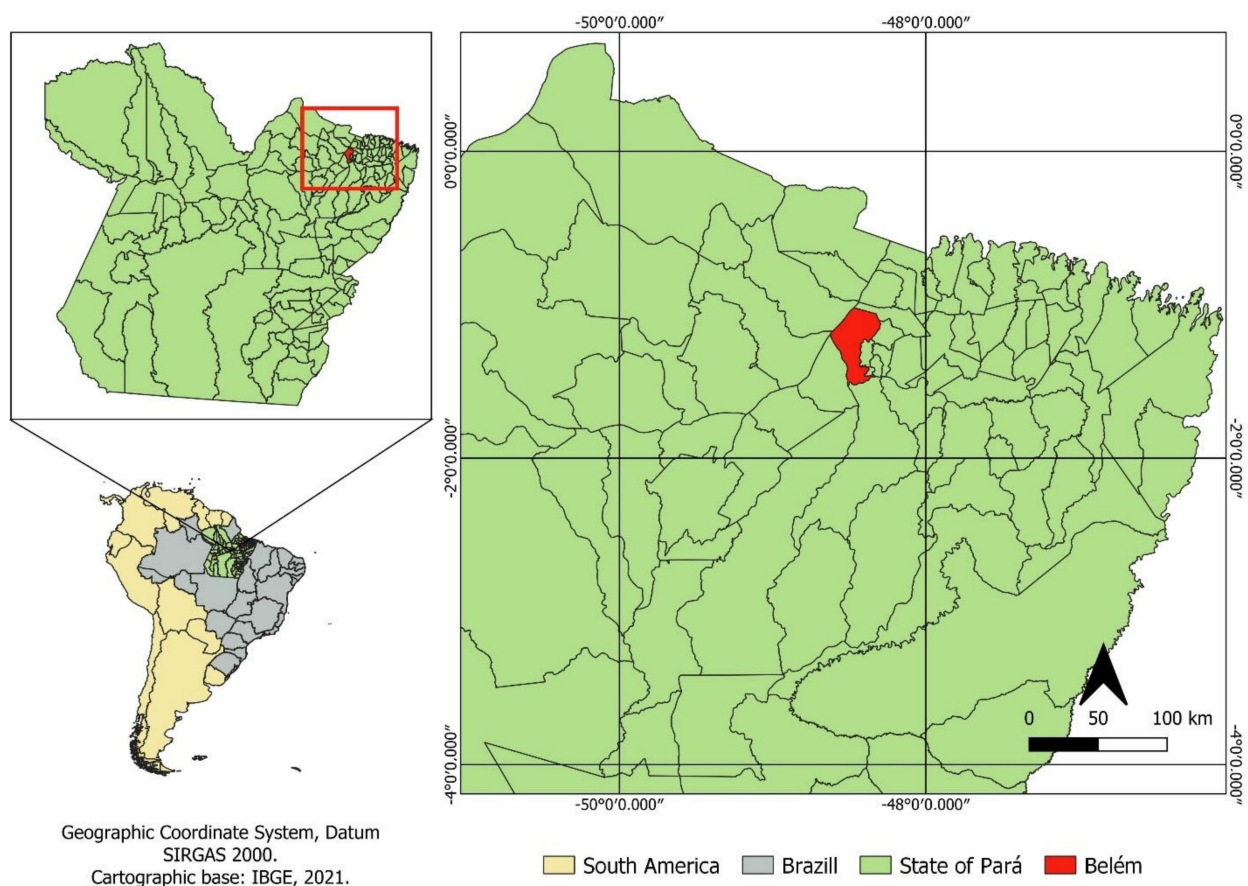 -50°0'0.000"
-48°0'0.000"
0°0'0.000"
0°0'0.000"
-2°0'0.000"
-2°0'0.000"
0 50 100 km
-4°0'0.000"
-4°0'0.000"
-50°0'0.000"
-48°0'0.000"
Geographic Coordinate System, Datum
SIRGAS 2000.
Cartographic base: IBGE, 2021.
South America Brazill State of Pará Belém